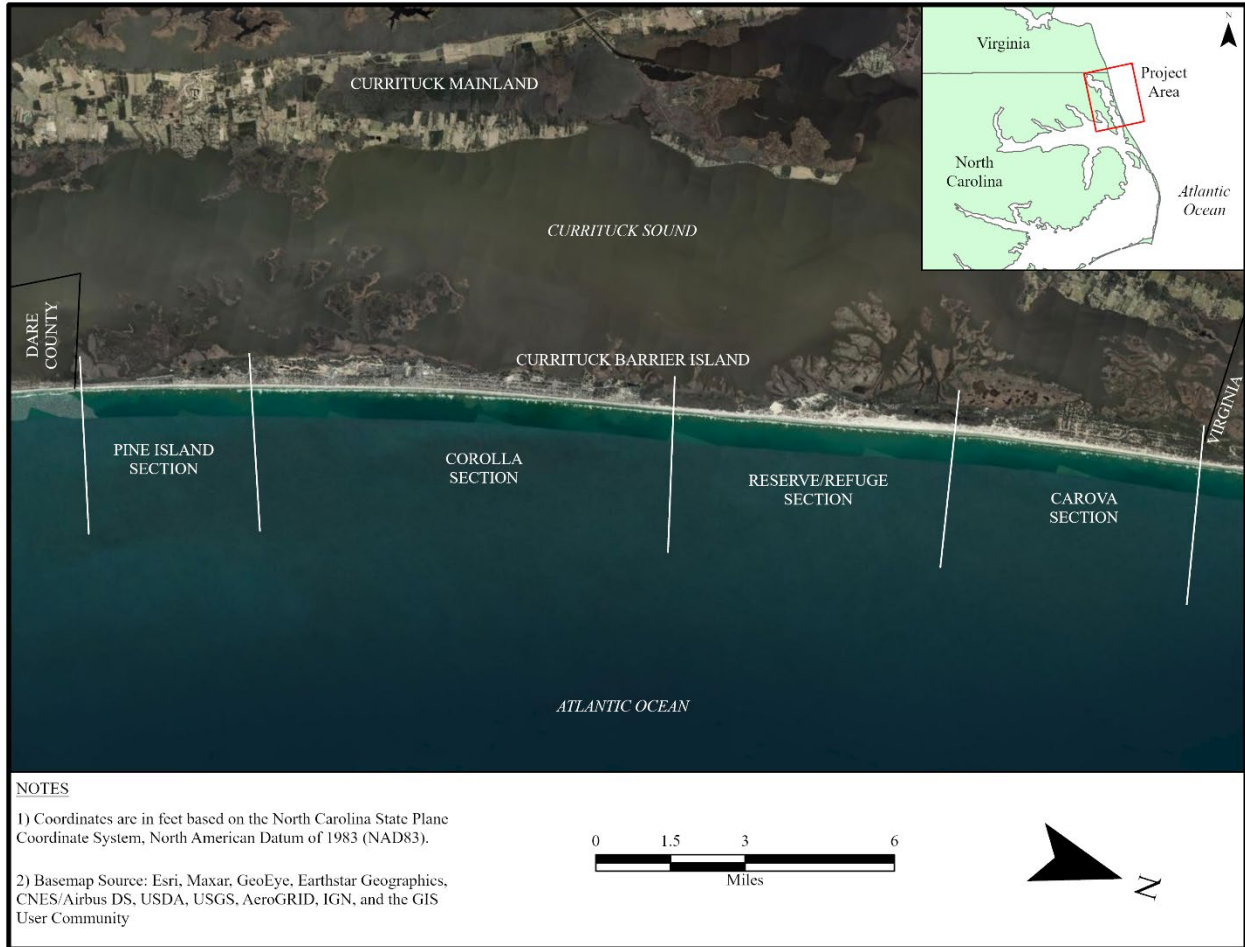 CURRITUCK MAINLAND
N
Virginia
Project
Area
North
Carolina
Atlantic
Ocean
CURRITUCK SOUND
DARE
COUNTY
CURRITUCK BARRIER ISLAND
VIRGINIA
PINE ISLAND
SECTION
COROLLA
SECTION
RESERVE/REFUGE
SECTION
CAROVA
SECTION
ATLANTIC OCEAN
NOTES
1) Coordinates are in feet based on the North Carolina State Plane
Coordinate System, North American Datum of 1983 (NAD83).
2) Basemap Source: Esri, Maxar, GeoEye, Earthstar Geographics,
CNES/Airbus DS, USDA, USGS, AeroGRID, IGN, and the GIS
User Community
0 1.5 3 6
Miles
N